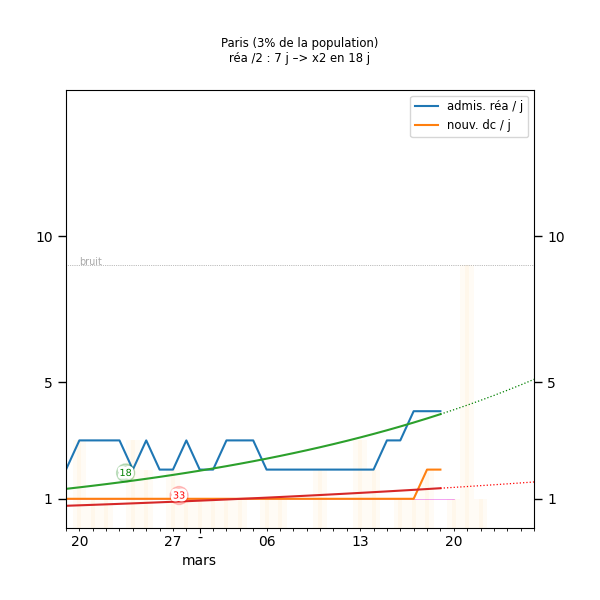 Paris (3% de la population)
réa /2 : 7 j –> x2 en 18 j
admis. réa / j
nouv. dc / j
10
10
bruit
5
5
18
33
1
1
20
27
-
06
13
20
mars